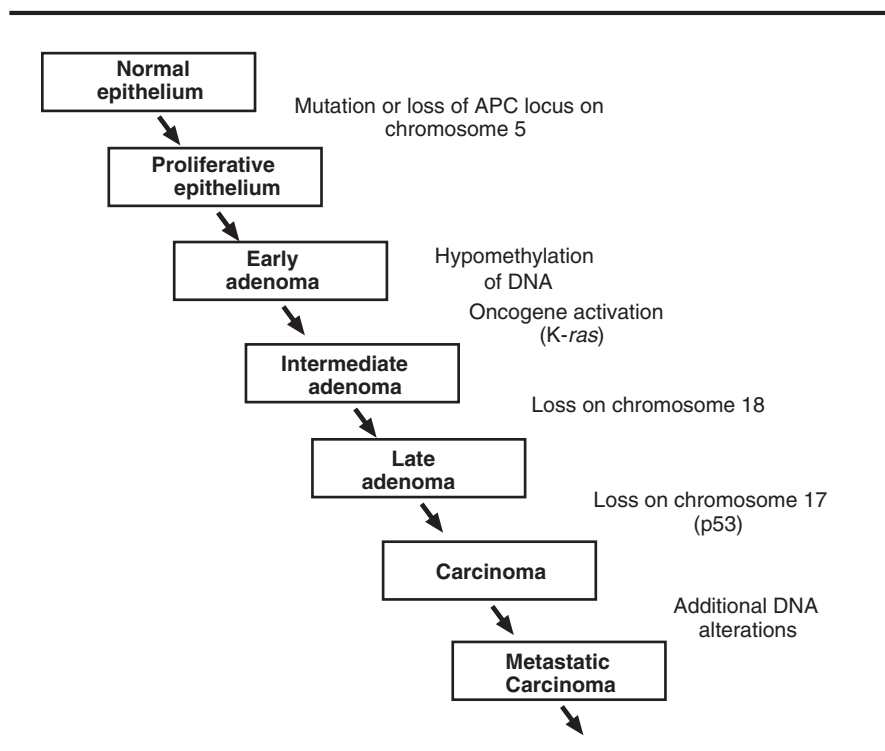 Normal
epithelium
Mutation or loss of APC locus on
chromosome 5
Proliferative
epithelium
Early
adenoma
Hypomethylation
of DNA
Oncogene activation
(K-ras)
Intermediate
adenoma
Loss on chromosome 18
Late
adenoma
Loss on chromosome 17
(p53)
Carcinoma
Additional DNA
alterations
Metastatic
Carcinoma